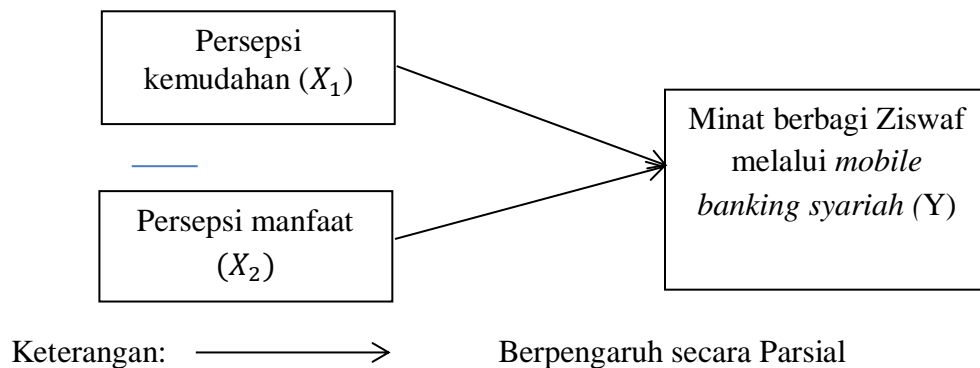 Persepsi
kemudahan (𝑋₁)
Minat berbagi Ziswaf
melalui mobile
banking syariah (Y)
Persepsi manfaat
(𝑋₂)
Keterangan: Berpengaruh secara Parsial